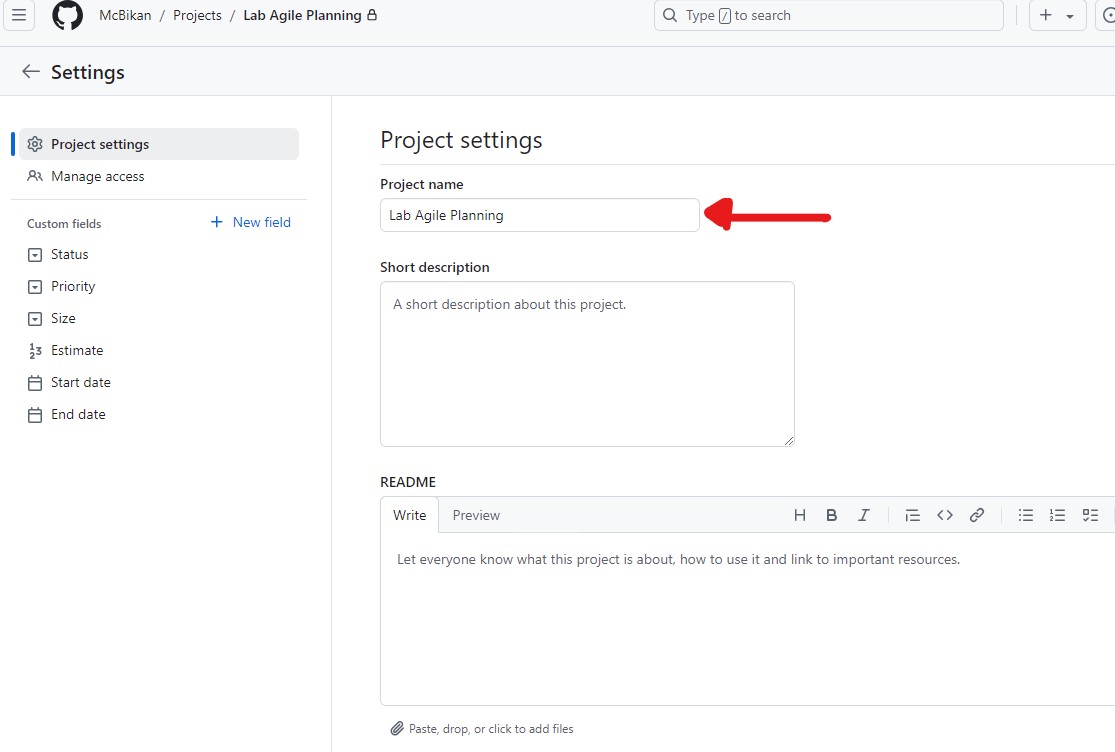 McBikan / Projects / Lab Agile Planning
Type / to search
Settings
Project settings
Manage access
Custom fields
New field
Status
Priority
Size
Estimate
Start date
End date
Project settings
Project name
Lab Agile Planning
Short description
A short description about this project.
README
Write Preview H B I
Let everyone know what this project is about, how to use it and link to important resources.
Paste, drop, or click to add files